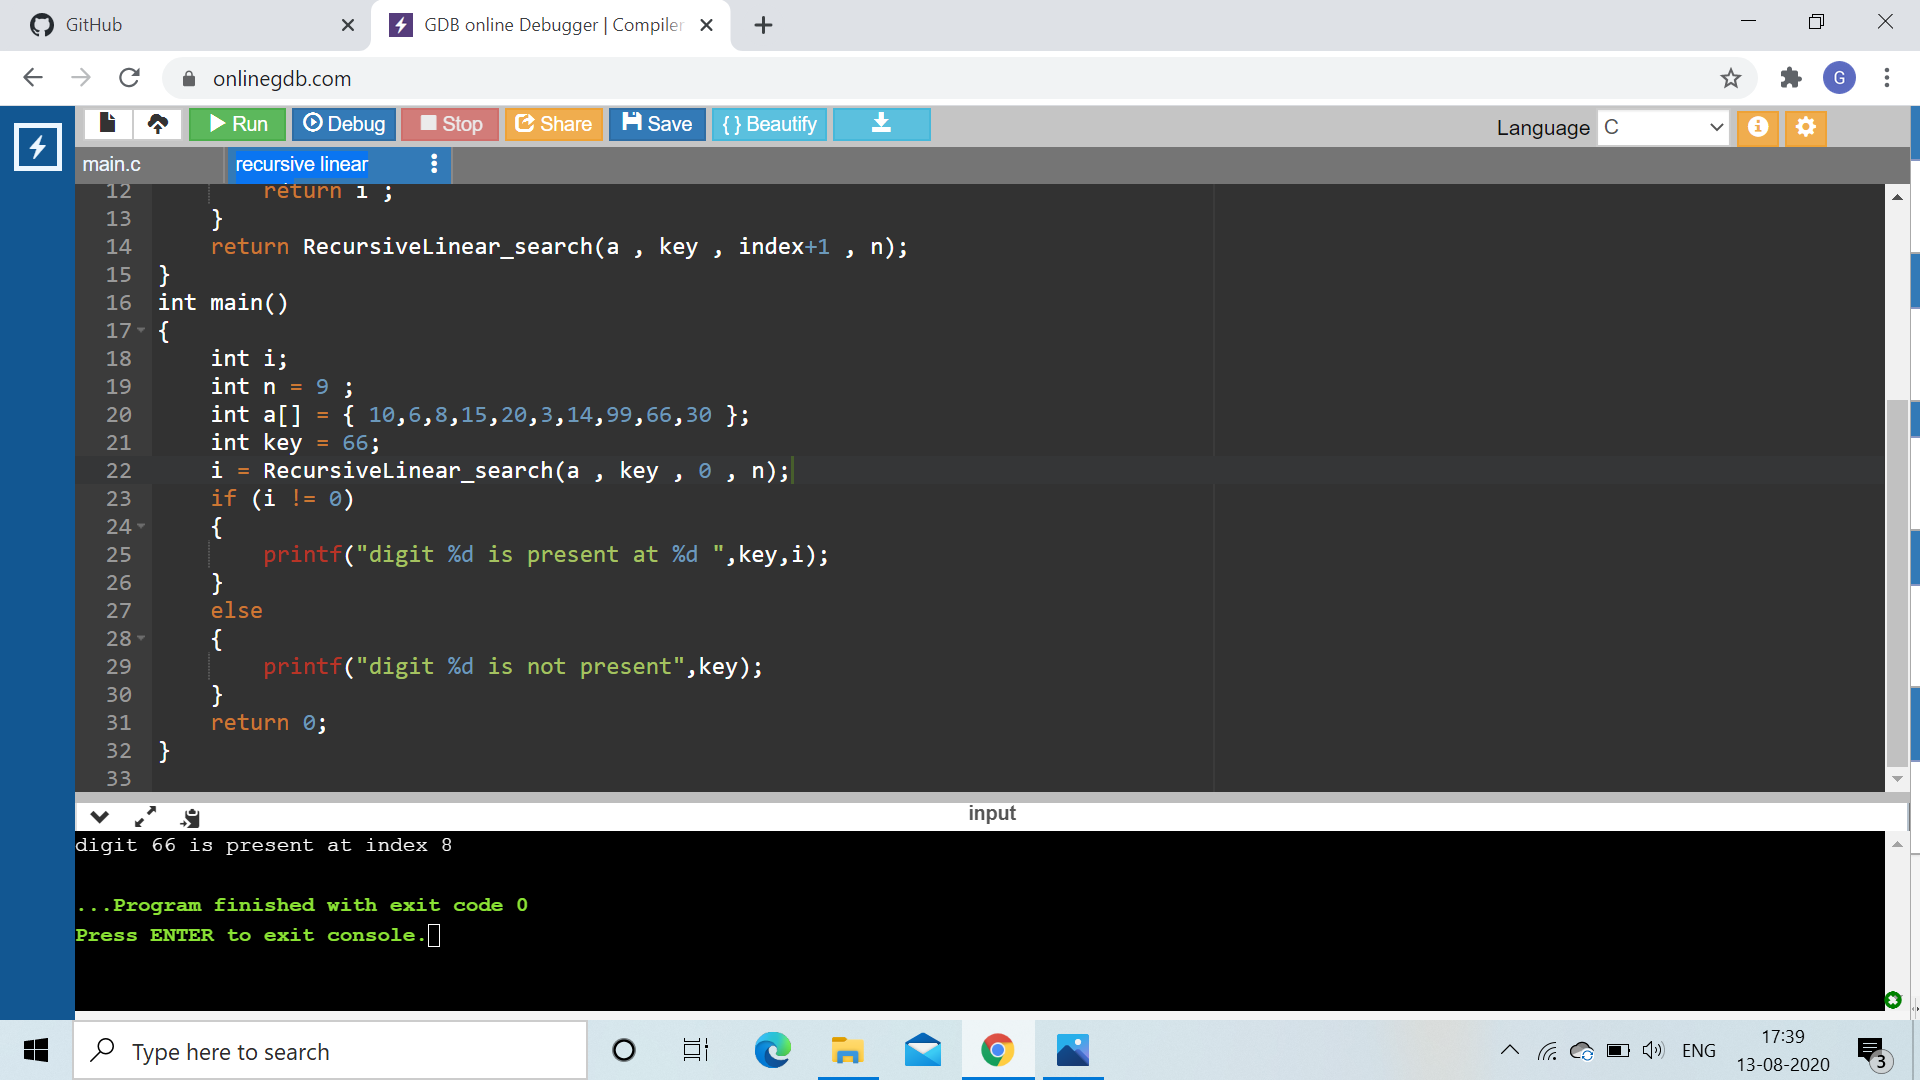 GitHub
GDB online Debugger | Compiler
onlinegdb.com
G
Run
Debug
Stop
Share
Save
{ } Beautify
Language
C
main.c
recursive linear
12 return i ;
13 }
14 return RecursiveLinear_search(a , key , index+1 , n);
15 }
16 int main()
17 {
18 int i;
19 int n = 9 ;
20 int a[] = { 10,6,8,15,20,3,14,99,66,30 };
21 int key = 66;
22 i = RecursiveLinear_search(a , key , 0 , n);
23 if (i != 0)
24 {
25 printf("digit %d is present at %d ",key,i);
26 }
27 else
28 {
29 printf("digit %d is not present",key);
30 }
31 return 0;
32 }
33
input
digit 66 is present at index 8
...Program finished with exit code 0
Press ENTER to exit console.
Type here to search
ENG
17:39
13-08-2020
3